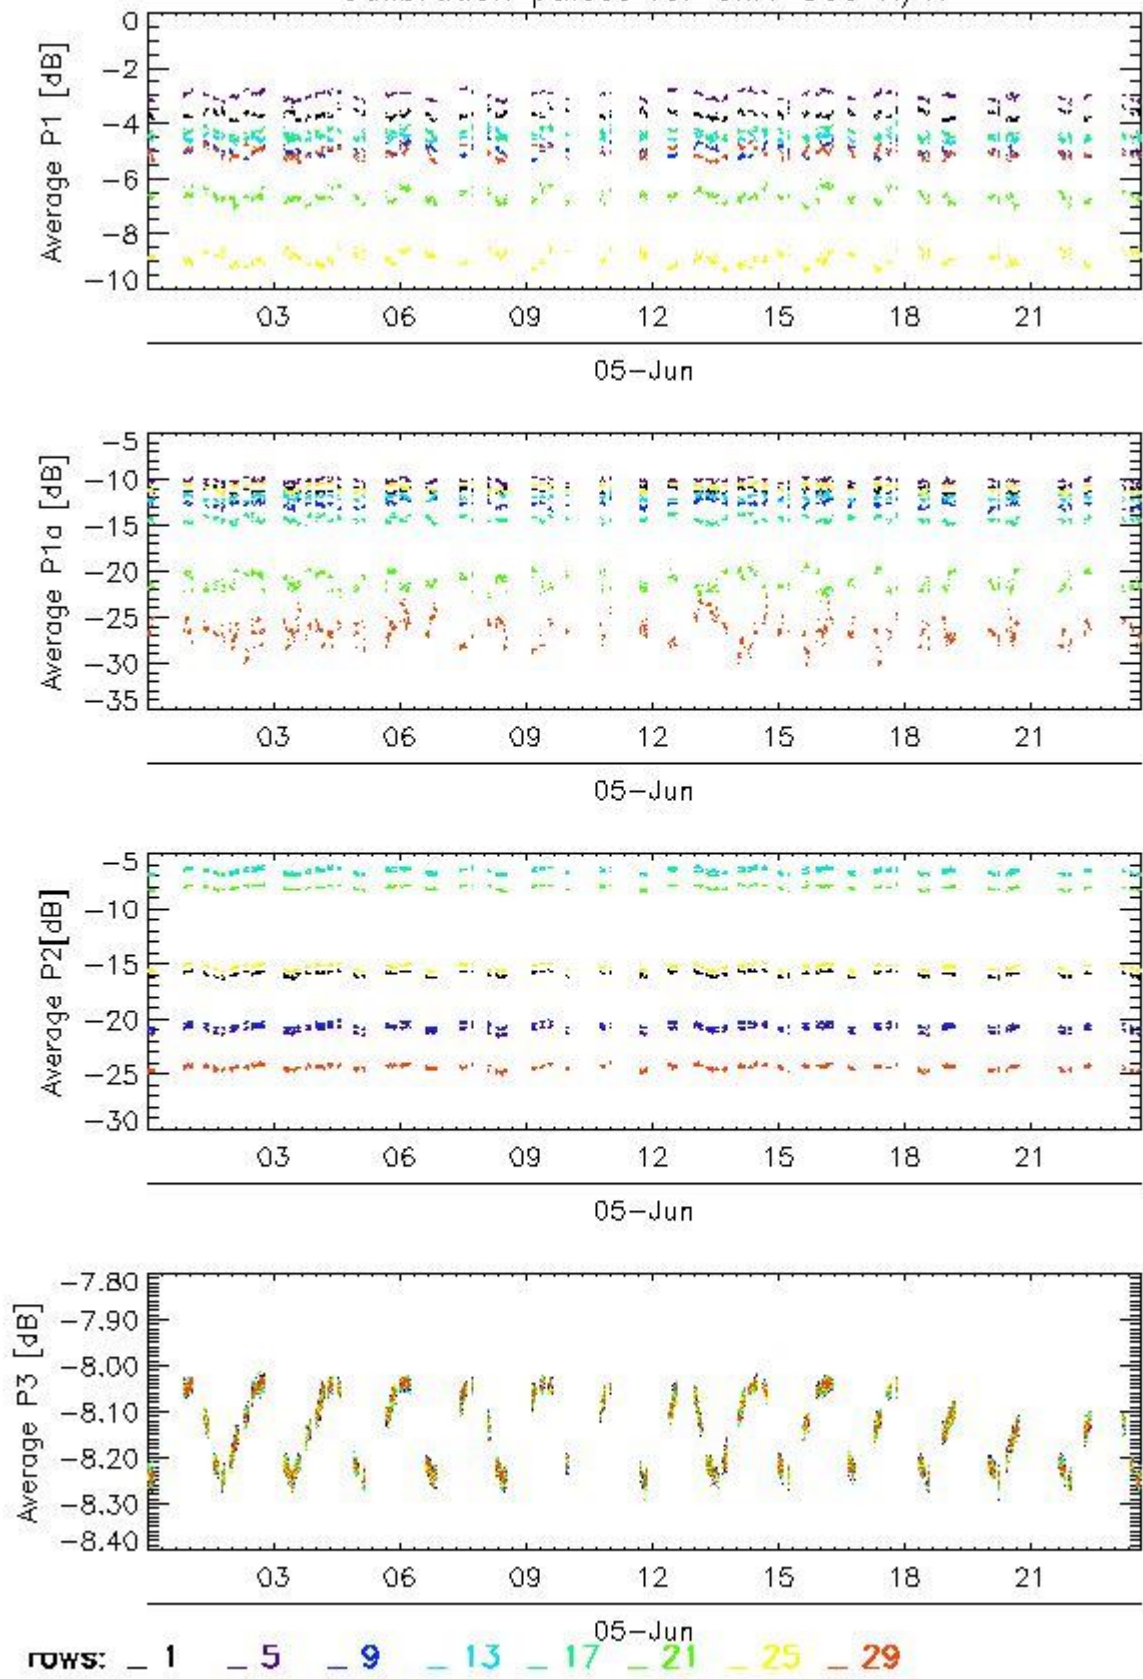 0
−2
Average P1 [dB]
−4
−6
−8
−10
03 06 09 12 15 18 21
05−Jun
−5
−10
Average P1a [dB]
−15
−20
−25
−30
−35
03 06 09 12 15 18 21
05−Jun
−5
−10
Average P2[dB]
−15
−20
−25
−30
03 06 09 12 15 18 21
05−Jun
−7.80
−7.90
Average P3 [dB]
−8.00
−8.10
−8.20
−8.30
−8.40
03 06 09 12 15 18 21
05−Jun
rows: _ 1 _ 5 _ 9 _ 13 _ 17 _ 21 _ 25 _ 29